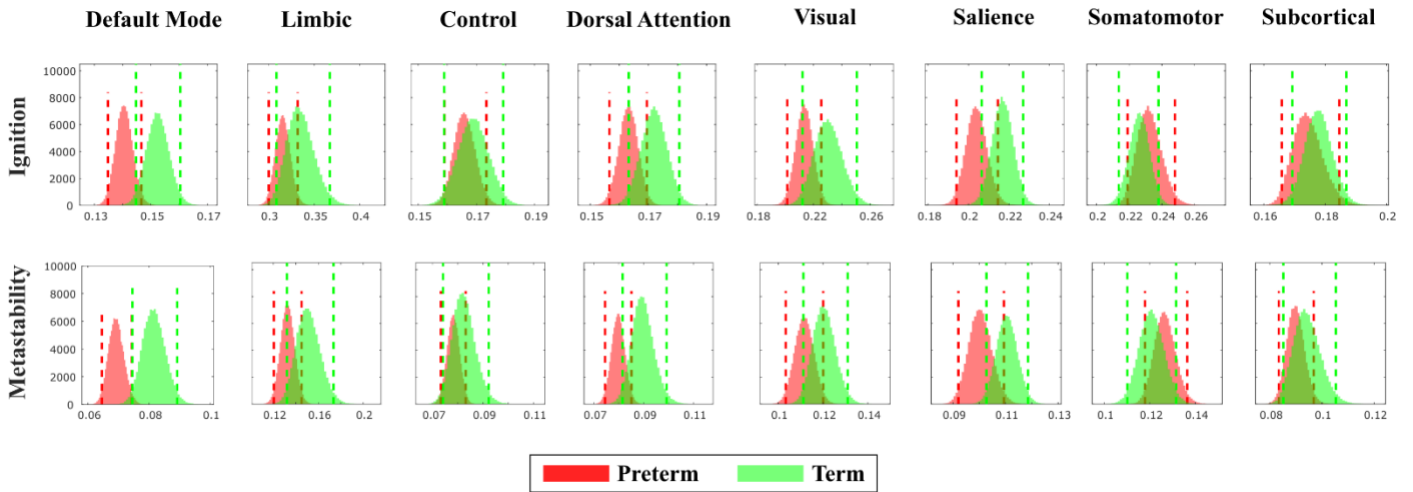 Default Mode Limbic Control Dorsal Attention Visual Salience Somatomotor Subcortical
Ignition
10000
8000
6000
4000
2000
0
0.13 0.15 0.17 0.3 0.35 0.4 0.15 0.17 0.19 0.15 0.17 0.19 0.18 0.22 0.26 0.18 0.2 0.22 0.24 0.2 0.22 0.24 0.26 0.16 0.18 0.2
Metastability
10000
8000
6000
4000
2000
0
0.06 0.08 0.1 0.12 0.16 0.2 0.07 0.09 0.11 0.07 0.09 0.11 0.1 0.12 0.14 0.09 0.11 0.13 0.1 0.12 0.14 0.08 0.1 0.12
Preterm Term